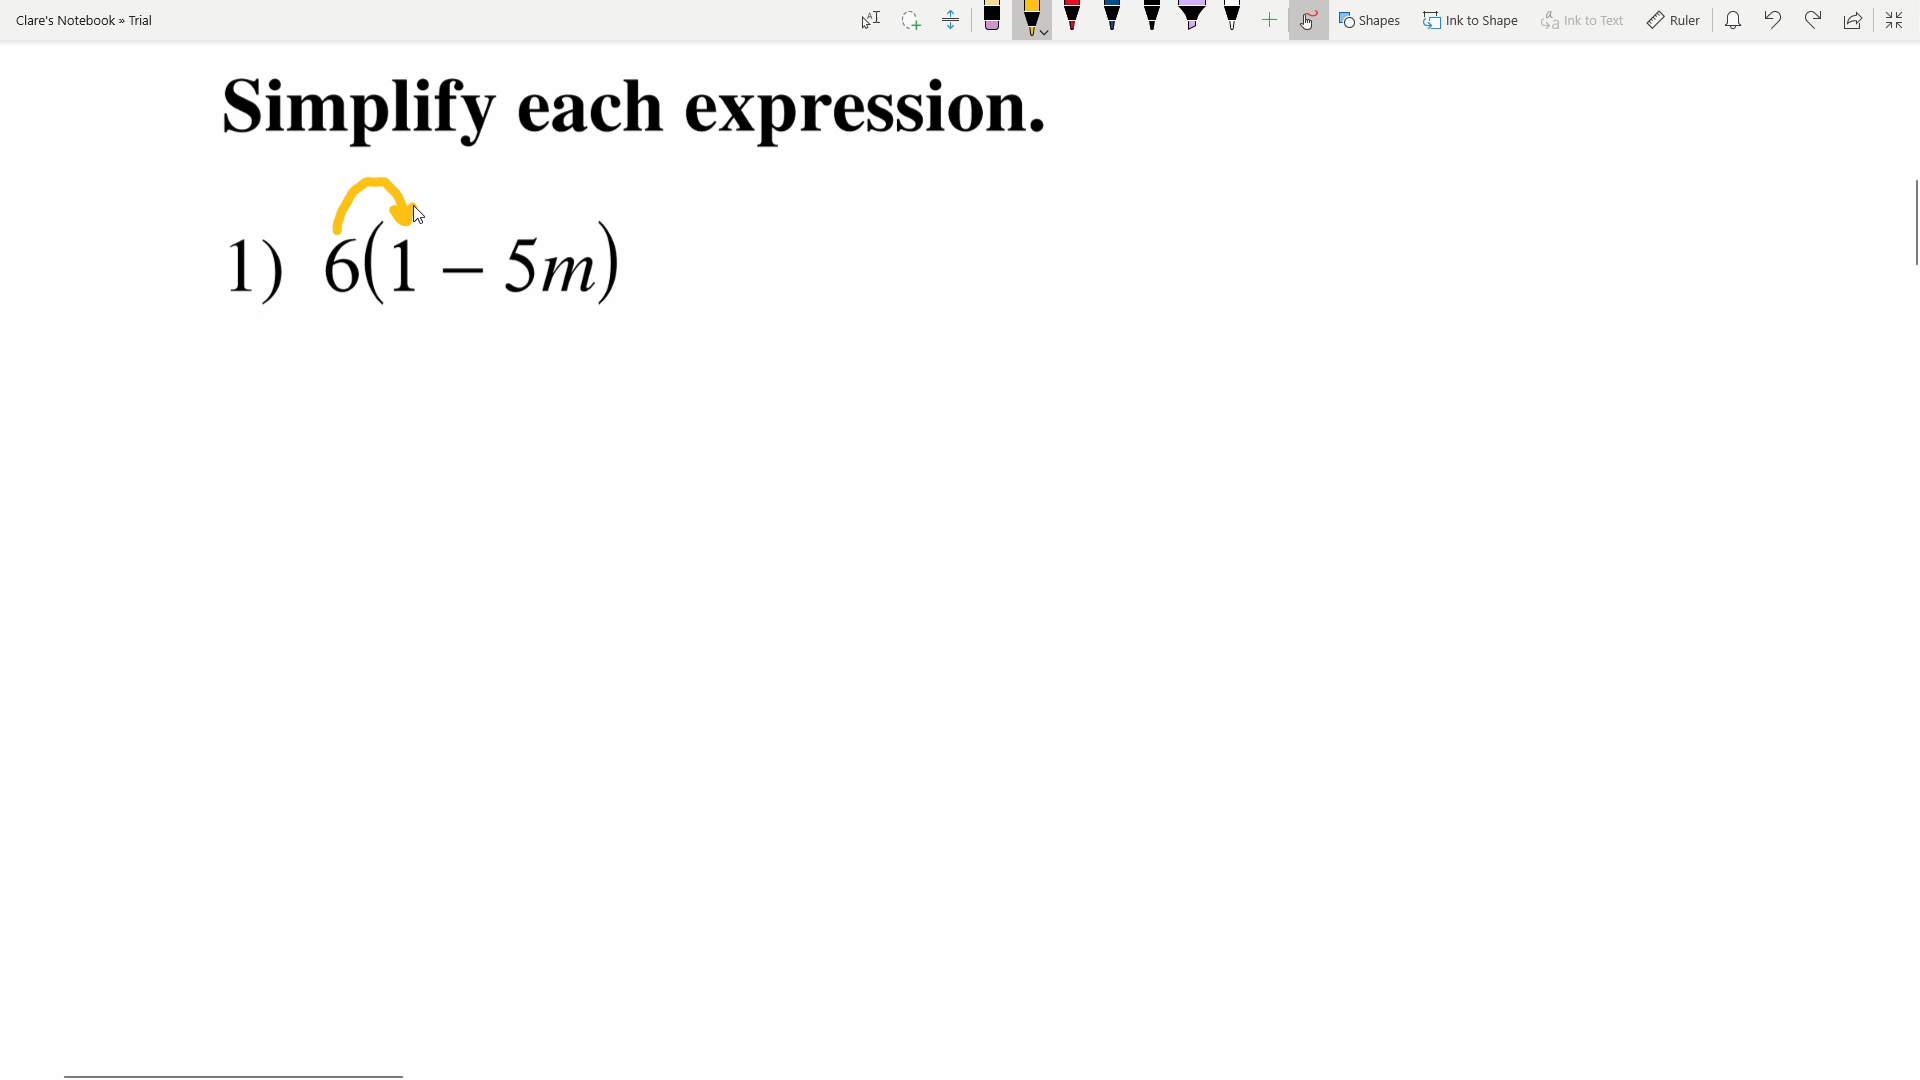 Clare's Notebook » Trial
Shapes Ink to Shape Ink to Text Ruler
Simplify each expression.
1) 6(1 − 5m)